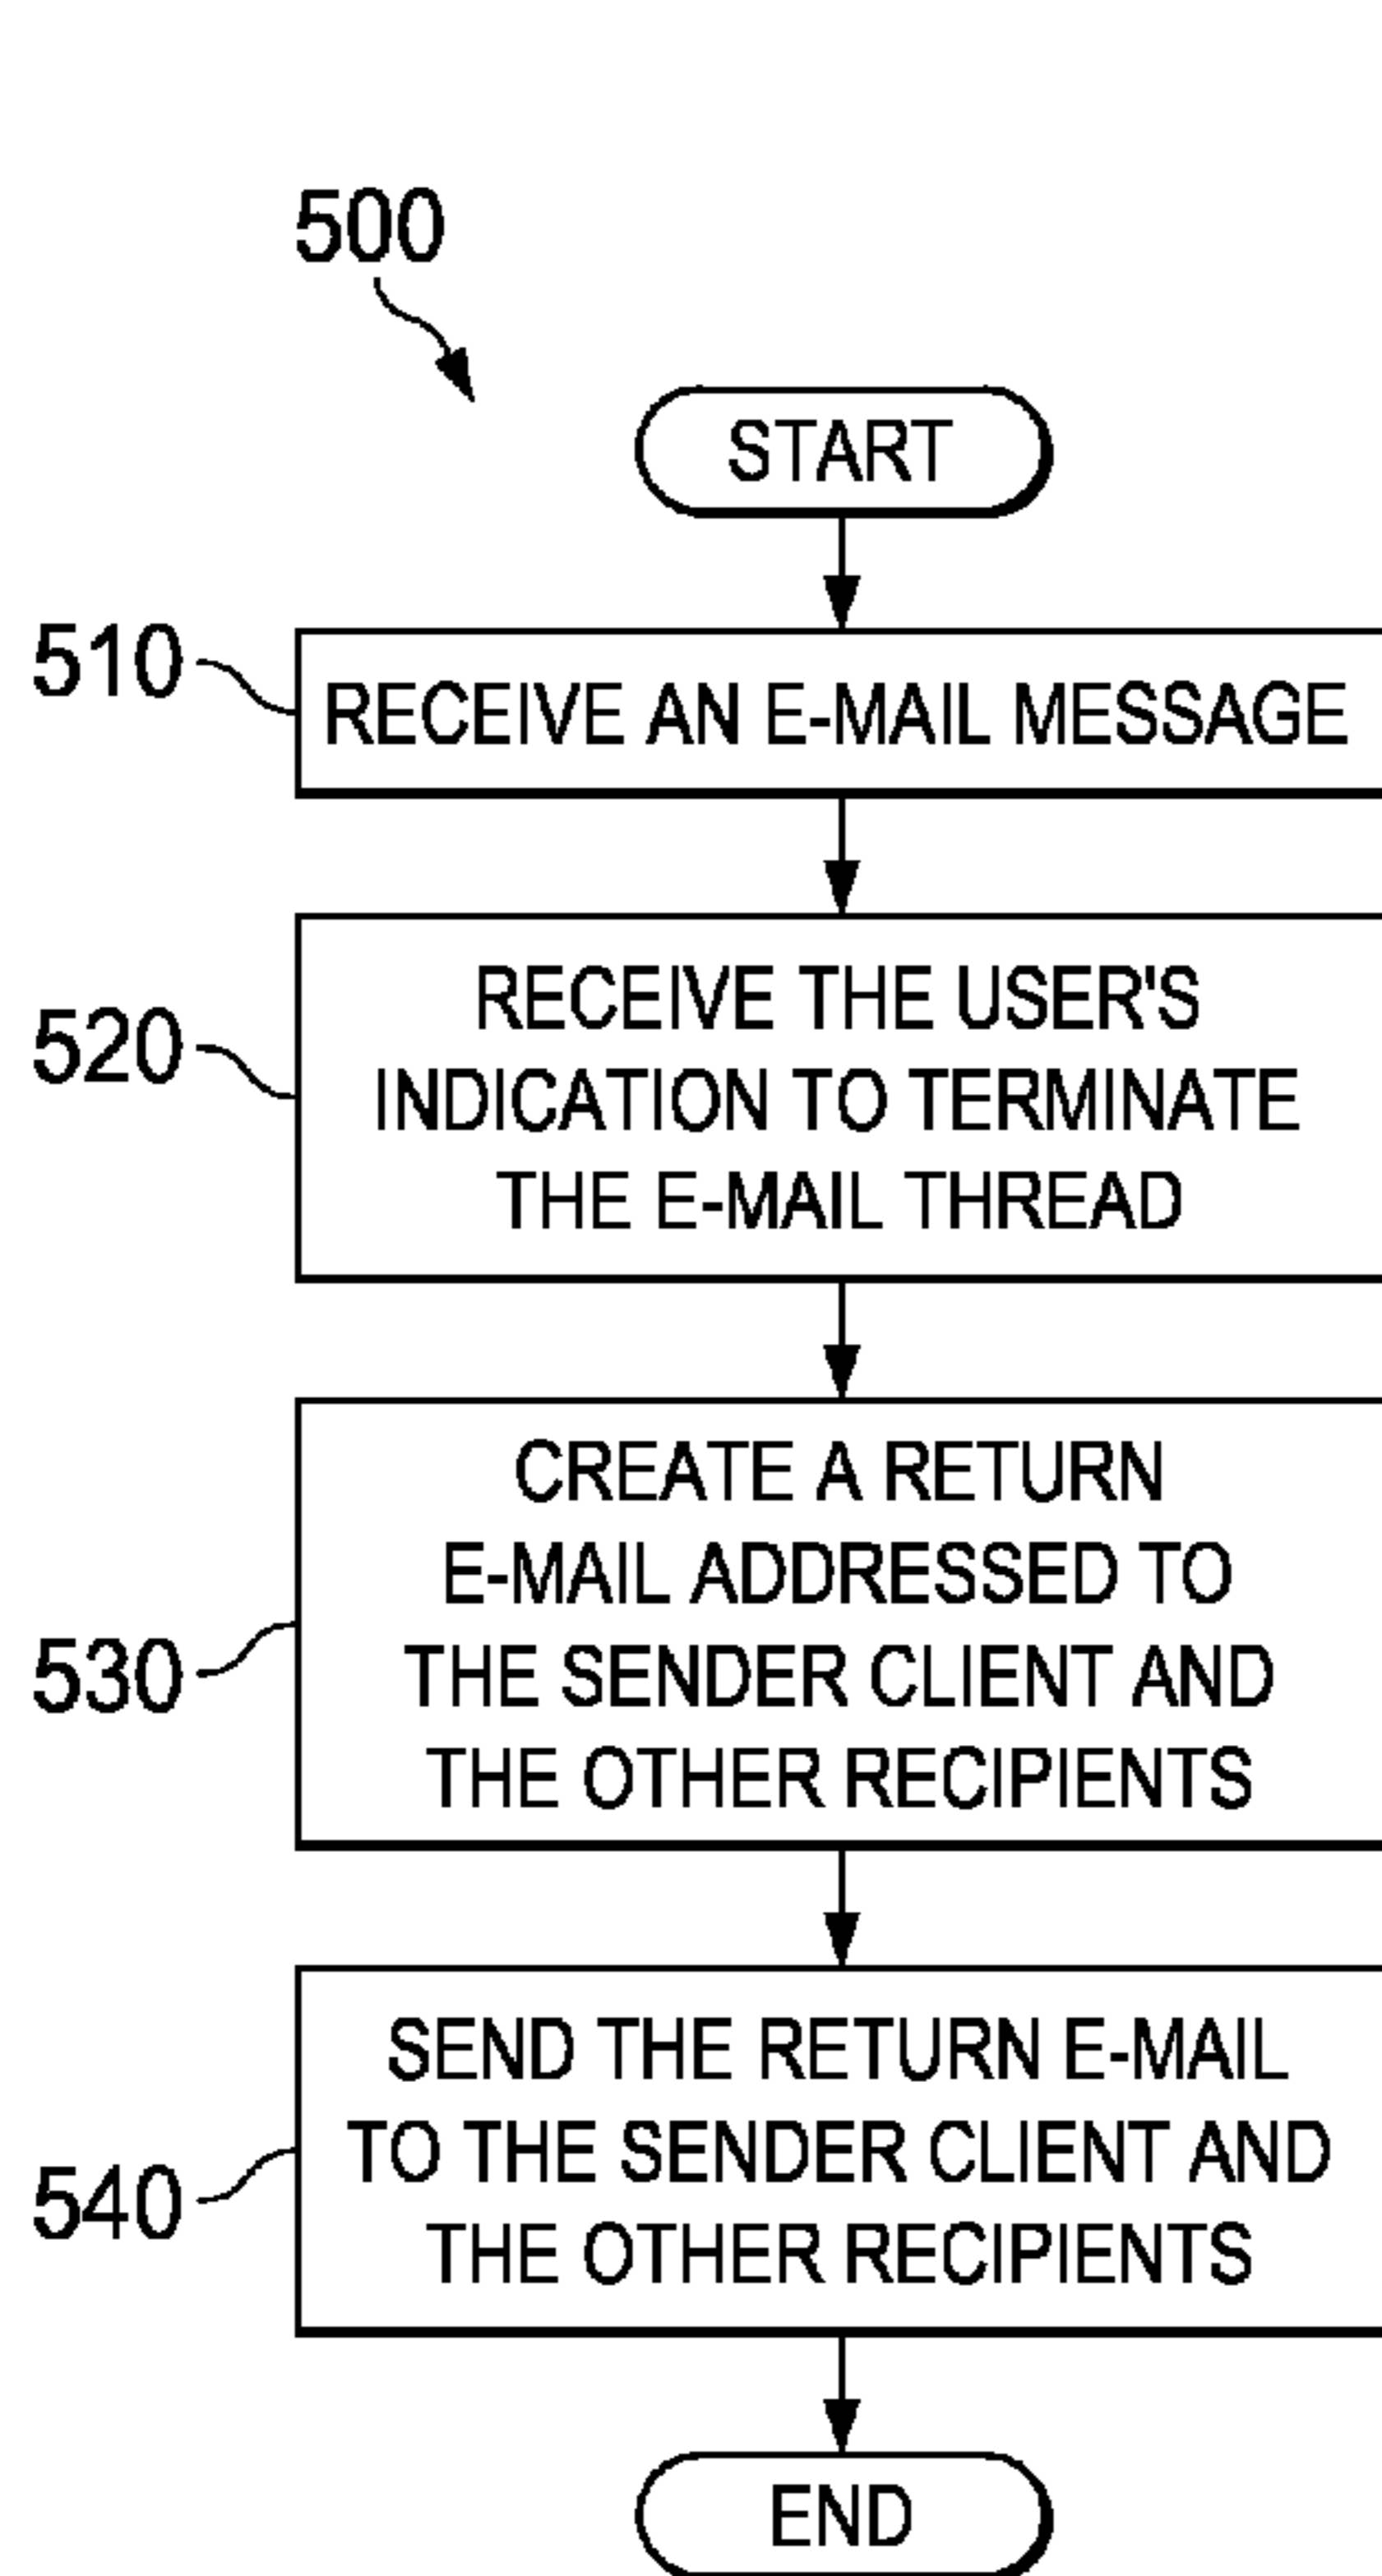 500
START
510
RECEIVE AN E-MAIL MESSAGE
520
RECEIVE THE USER'S
INDICATION TO TERMINATE
THE E-MAIL THREAD
530
CREATE A RETURN
E-MAIL ADDRESSED TO
THE SENDER CLIENT AND
THE OTHER RECIPIENTS
540
SEND THE RETURN E-MAIL
TO THE SENDER CLIENT AND
THE OTHER RECIPIENTS
END